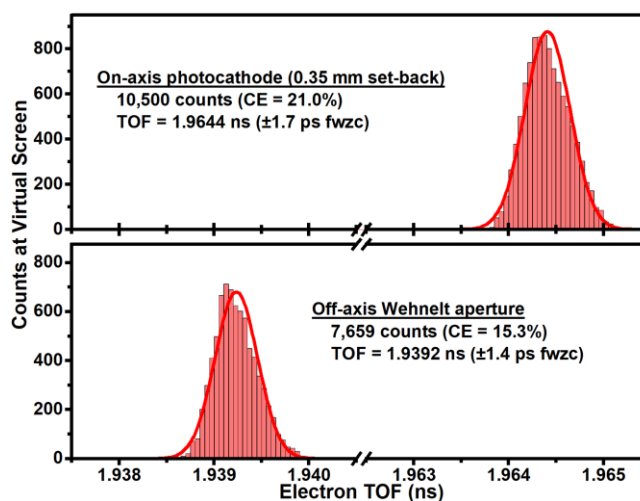 Counts at Virtual Screen
800
600
400
200
0
On-axis photocathode (0.35 mm set-back)
10,500 counts (CE = 21.0%)
TOF = 1.9644 ns (±1.7 ps fwzc)
800
600
400
200
0
Off-axis Wehnelt aperture
7,659 counts (CE = 15.3%)
TOF = 1.9392 ns (±1.4 ps fwzc)
1.938 1.939 1.940 1.963 1.964 1.965
Electron TOF (ns)